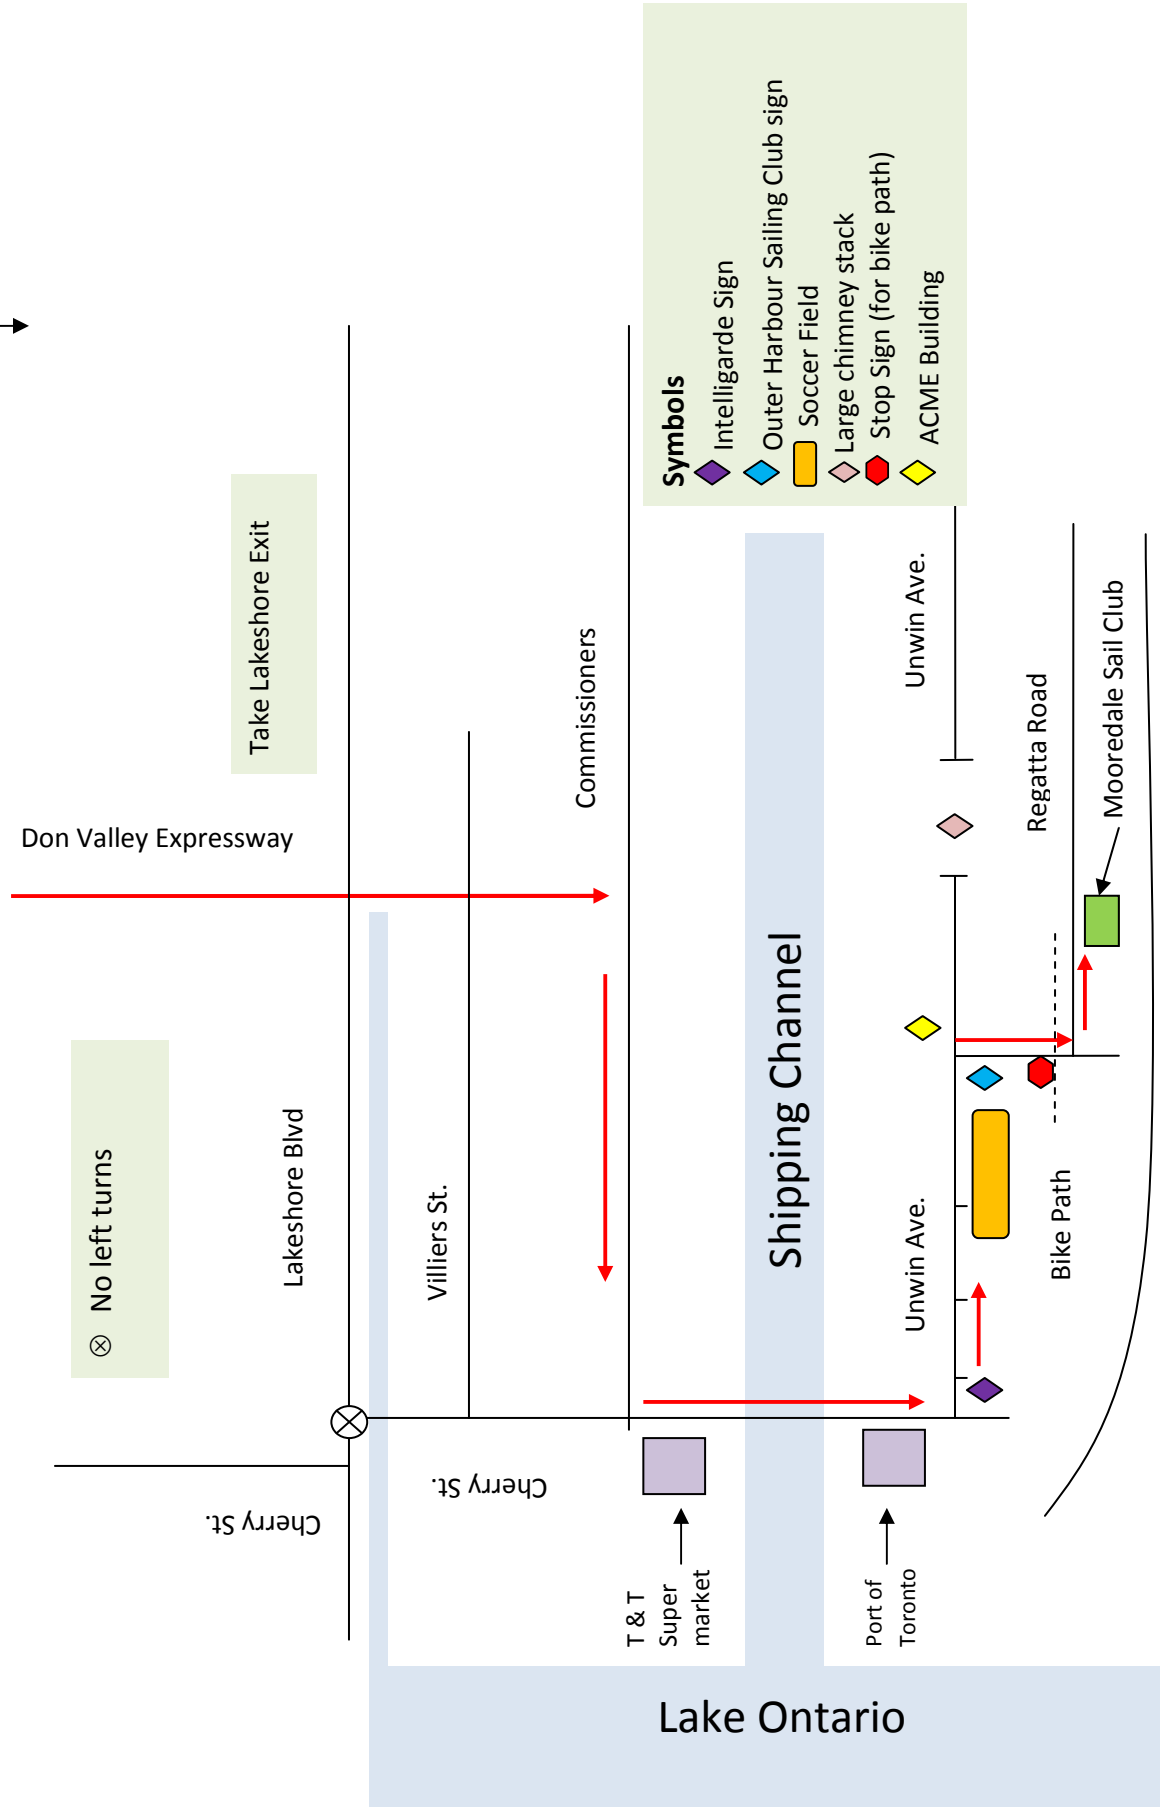 Don Valley Expressway
Take Lakeshore Exit
⊗ No left turns
Lakeshore Blvd
Cherry St.
Villiers St.
Cherry St.
Commissioners
T & T
Super
market
Shipping Channel
Port of
Toronto
Unwin Ave.
Unwin Ave.
Regatta Road
Bike Path
Mooredale Sail Club
Lake Ontario
Symbols
Intelligarde Sign
Outer Harbour Sailing Club sign
Soccer Field
Large chimney stack
Stop Sign (for bike path)
ACME Building